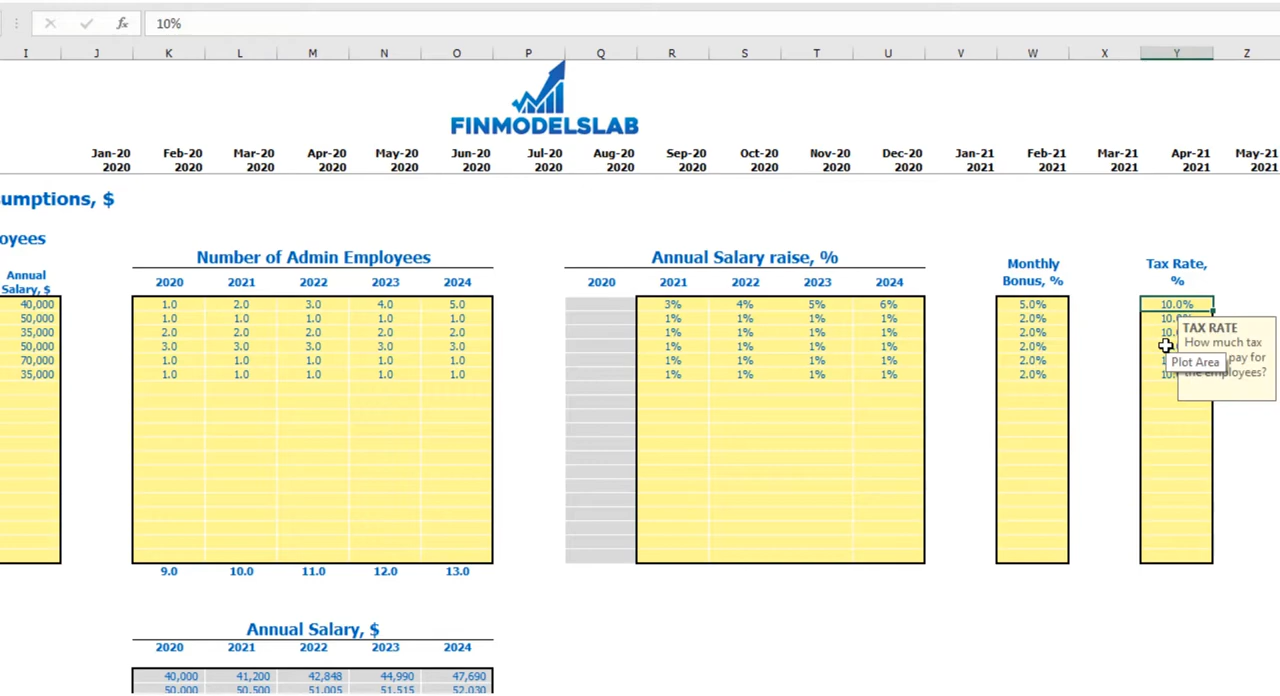 fx 10%
I J K L M N O P Q R S T U V W X Y Z
FINMODELSLAB
Jan-20 Feb-20 Mar-20 Apr-20 May-20 Jun-20 Jul-20 Aug-20 Sep-20 Oct-20 Nov-20 Dec-20 Jan-21 Feb-21 Mar-21 Apr-21 May-21
2020 2020 2020 2020 2020 2020 2020 2020 2020 2020 2020 2020 2021 2021 2021 2021 2021
sumptions, $
oyees
Number of Admin Employees Annual Salary raise, % Monthly Tax Rate,
Annual 2020 2021 2022 2023 2024 2020 2021 2022 2023 2024 Bonus, % %
Salary, $
40,000 1.0 2.0 3.0 4.0 5.0 3% 4% 5% 6% 5.0% 10.0%
50,000 1.0 1.0 1.0 1.0 1.0 1% 1% 1% 1% 2.0%
35,000 2.0 2.0 2.0 2.0 2.0 1% 1% 1% 1% 2.0% TAX RATE
50,000 3.0 3.0 3.0 3.0 3.0 1% 1% 1% 1% 2.0% How much tax
70,000 1.0 1.0 1.0 1.0 1.0 1% 1% 1% 1% 2.0% Plot Area pay for
35,000 1.0 1.0 1.0 1.0 1.0 1% 1% 1% 1% 2.0% the employees?
9.0 10.0 11.0 12.0 13.0
Annual Salary, $
2020 2021 2022 2023 2024
40,000 41,200 42,848 44,990 47,690
50,000 50,500 51,005 51,515 52,030